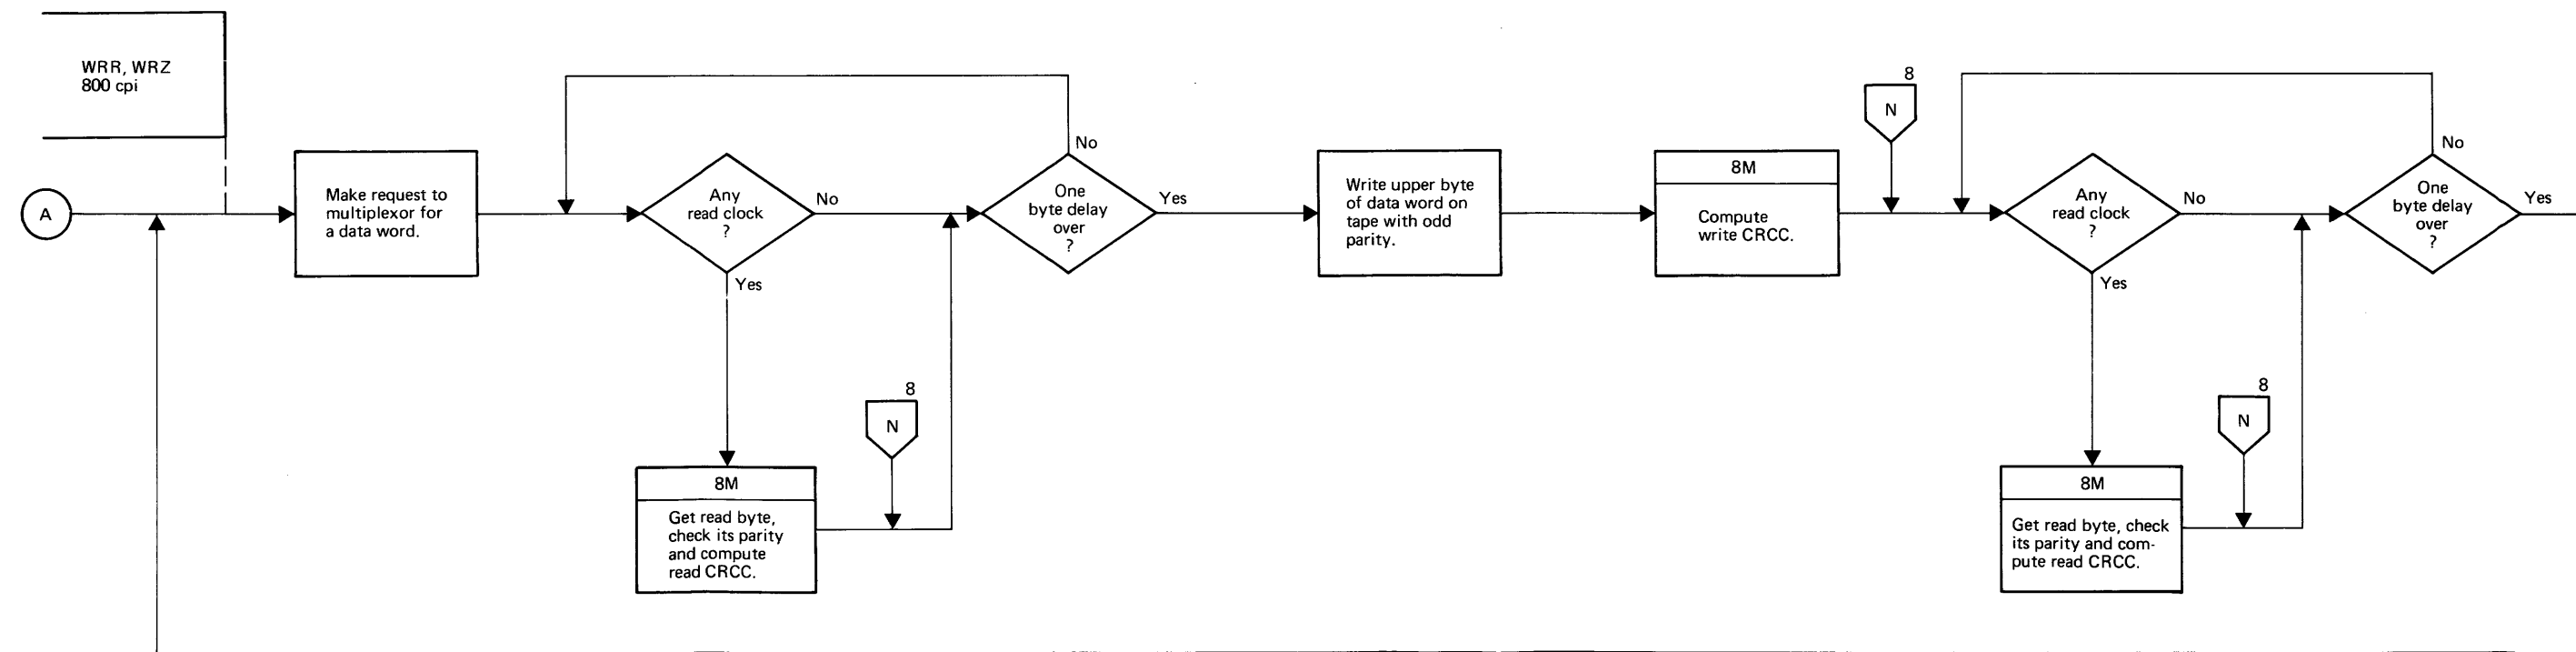 WRR, WRZ
800 cpi
A
Make request to
multiplexor for
a data word.
Any
read clock
?
No
Yes
8M
Get read byte,
check its parity
and compute
read CRCC.
8
N
One
byte delay
over
?
No
Yes
Write upper byte
of data word on
tape with odd
parity.
8M
Compute
write CRCC.
8
N
Any
read clock
?
No
Yes
8M
Get read byte, check
its parity and com-
pute read CRCC.
8
N
One
byte delay
over
?
No
Yes